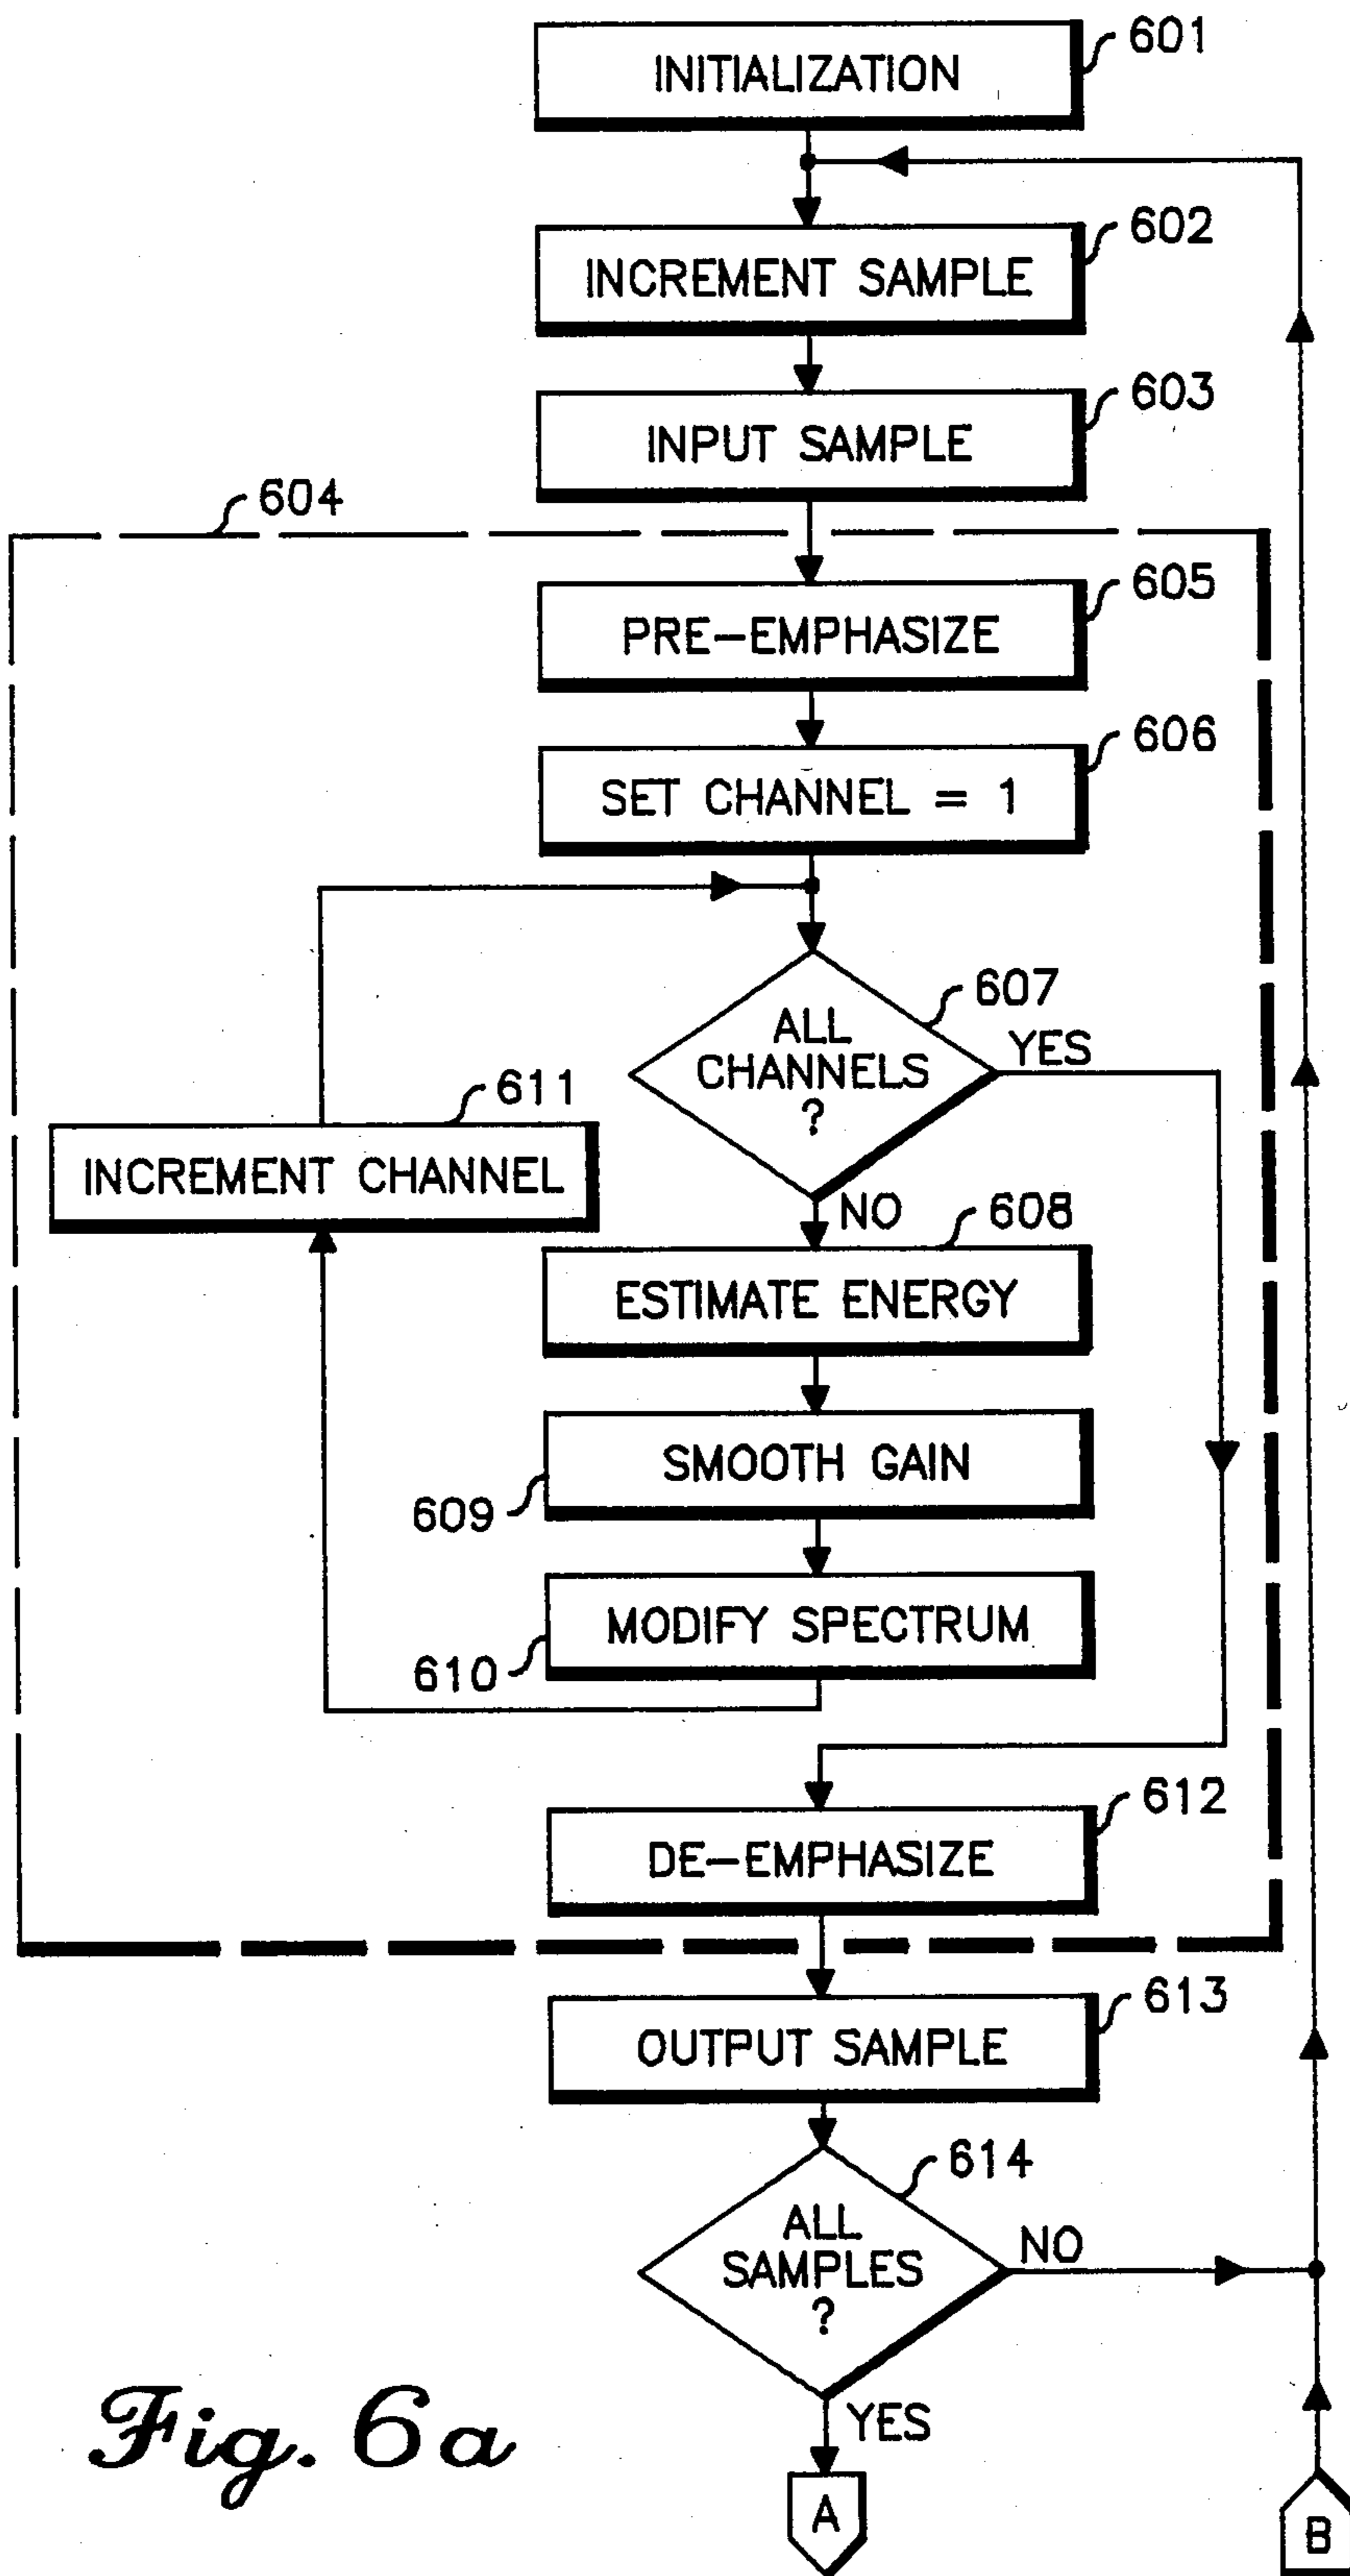 INITIALIZATION
601
INCREMENT SAMPLE
602
INPUT SAMPLE
603
604
PRE-EMPHASIZE
605
SET CHANNEL = 1
606
ALL
CHANNELS
?
607
YES
NO
INCREMENT CHANNEL
611
ESTIMATE ENERGY
608
SMOOTH GAIN
609
MODIFY SPECTRUM
610
DE-EMPHASIZE
612
OUTPUT SAMPLE
613
ALL
SAMPLES
?
614
NO
YES
A
B
Fig. 6a